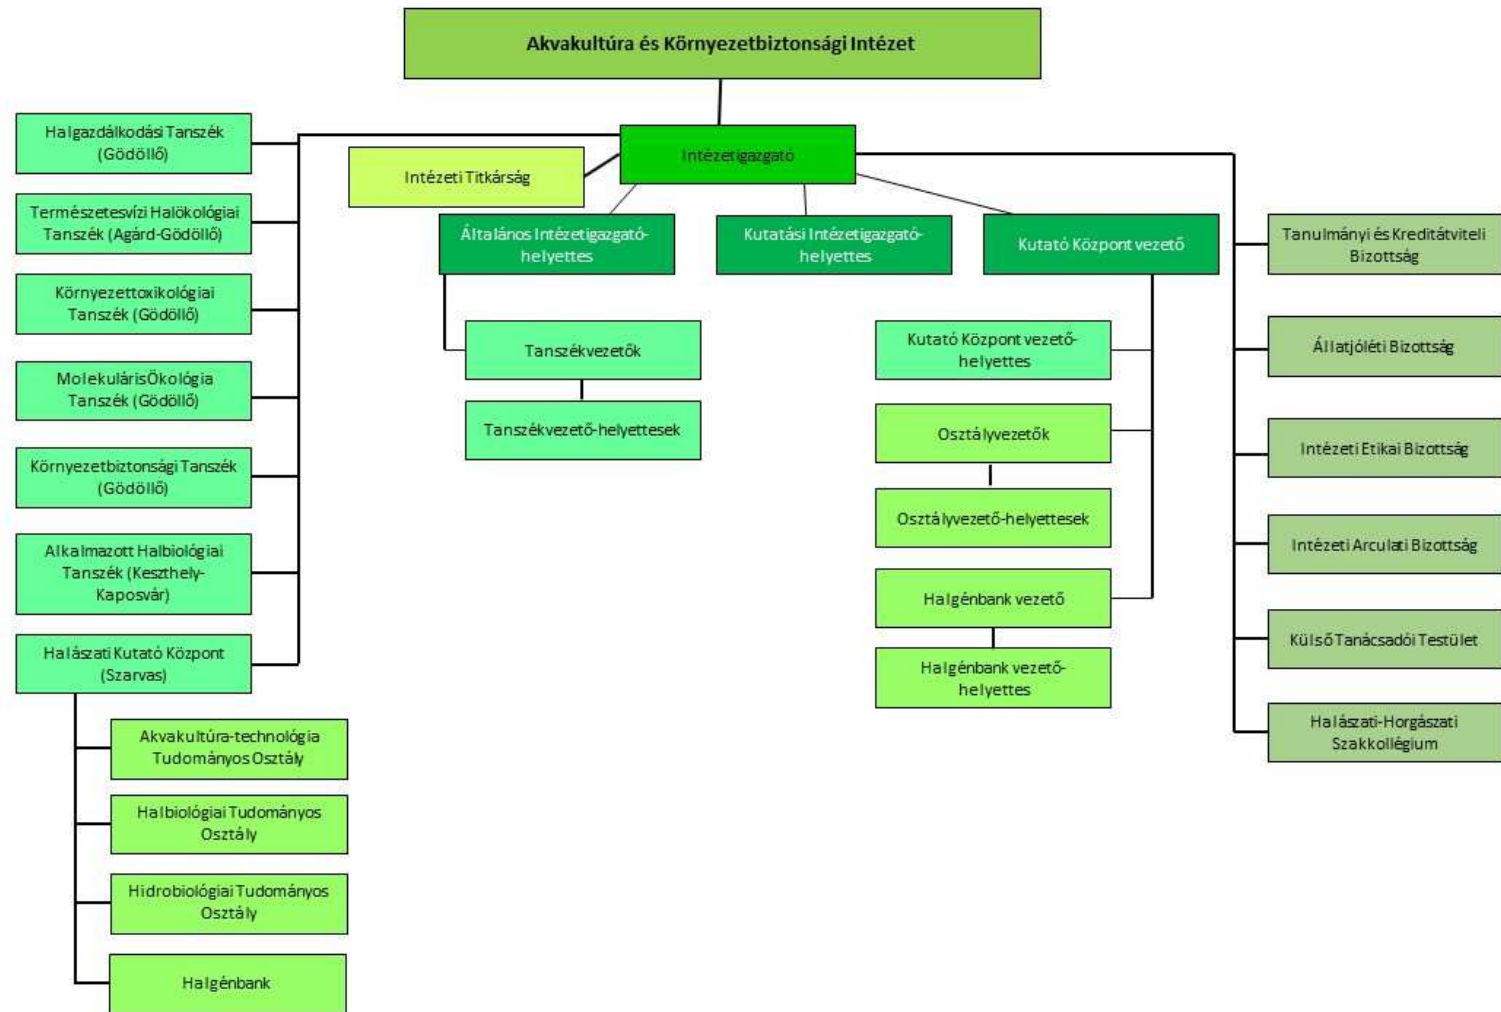 Akvakultúra és Környezetbiztonsági Intézet
Intézetigazgató
Intézeti Titkárság
Általános Intézetigazgató-
helyettes
Kutatási Intézetigazgató-
helyettes
Kutató Központ vezető
Halgazdálkodási Tanszék
(Gödöllő)
Természetesvízi Halökológiai
Tanszék (Agárd-Gödöllő)
Környezettoxikológiai
Tanszék (Gödöllő)
Molekuláris Ökológia
Tanszék (Gödöllő)
Környezetbiztonsági Tanszék
(Gödöllő)
Alkalmazott Halbiológiai
Tanszék (Keszthely-
Kaposvár)
Halászati Kutató Központ
(Szarvas)
Akvakultúra-technológia
Tudományos Osztály
Halbiológiai Tudományos
Osztály
Hidrobiológiai Tudományos
Osztály
Halgénbank
Tanszékvezetők
Tanszékvezető-helyettesek
Kutató Központ vezető-
helyettes
Osztályvezetők
Osztályvezető-helyettesek
Halgénbank vezető
Halgénbank vezető-
helyettes
Tanulmányi és Kreditátviteli
Bizottság
Állatjóléti Bizottság
Intézeti Etikai Bizottság
Intézeti Arculati Bizottság
Külső Tanácsadói Testület
Halászati-Horgászati
Szakkollégium